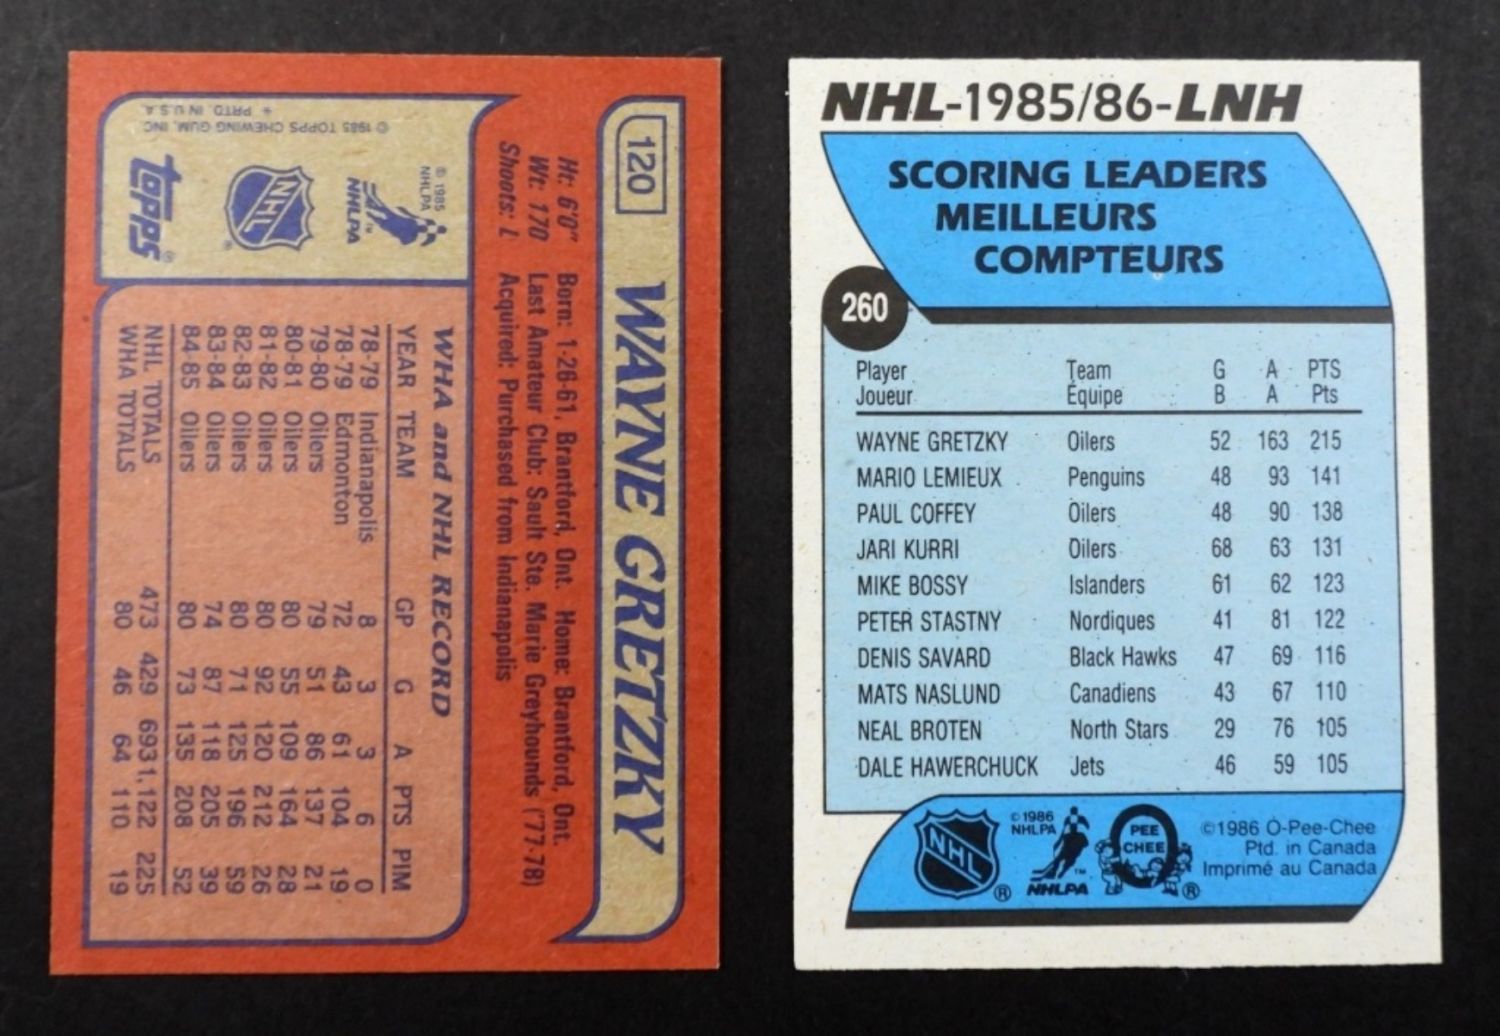 120
WAYNE GRETZKY
Ht: 6'0" Born: 1-26-61, Brantford, Ont. Home: Brantford, Ont.
Wt: 170 Last Amateur Club: Sault Ste. Marie Greyhounds ('77-78)
Shoots: L Acquired: Purchased from Indianapolis
© 1985 NHLPA
NHLPA™
NHL®
topps®
© 1985 TOPPS CHEWING GUM, INC.
* PRTD. IN U.S.A.
WHA and NHL RECORD
YEAR TEAM GP G A PTS PIM
78-79 Indianapolis 8 3 3 6 0
78-79 Edmonton 72 43 61 104 19
79-80 Oilers 79 51 86 137 21
80-81 Oilers 80 55 109 164 28
81-82 Oilers 80 92 120 212 26
82-83 Oilers 80 71 125 196 59
83-84 Oilers 74 87 118 205 39
84-85 Oilers 80 73 135 208 52
NHL TOTALS 473 429 693 1,122 225
WHA TOTALS 80 46 64 110 19
NHL-1985/86-LNH
SCORING LEADERS
MEILLEURS
COMPTEURS
260
Player Team G A PTS
Joueur Équipe B A Pts
WAYNE GRETZKY Oilers 52 163 215
MARIO LEMIEUX Penguins 48 93 141
PAUL COFFEY Oilers 48 90 138
JARI KURRI Oilers 68 63 131
MIKE BOSSY Islanders 61 62 123
PETER STASTNY Nordiques 41 81 122
DENIS SAVARD Black Hawks 47 69 116
MATS NASLUND Canadiens 43 67 110
NEAL BROTEN North Stars 29 76 105
DALE HAWERCHUCK Jets 46 59 105
NHL®
© 1986
NHLPA
NHLPA™
PEE
CHEE®
©1986 O-Pee-Chee
Ptd. in Canada
Imprimé au Canada